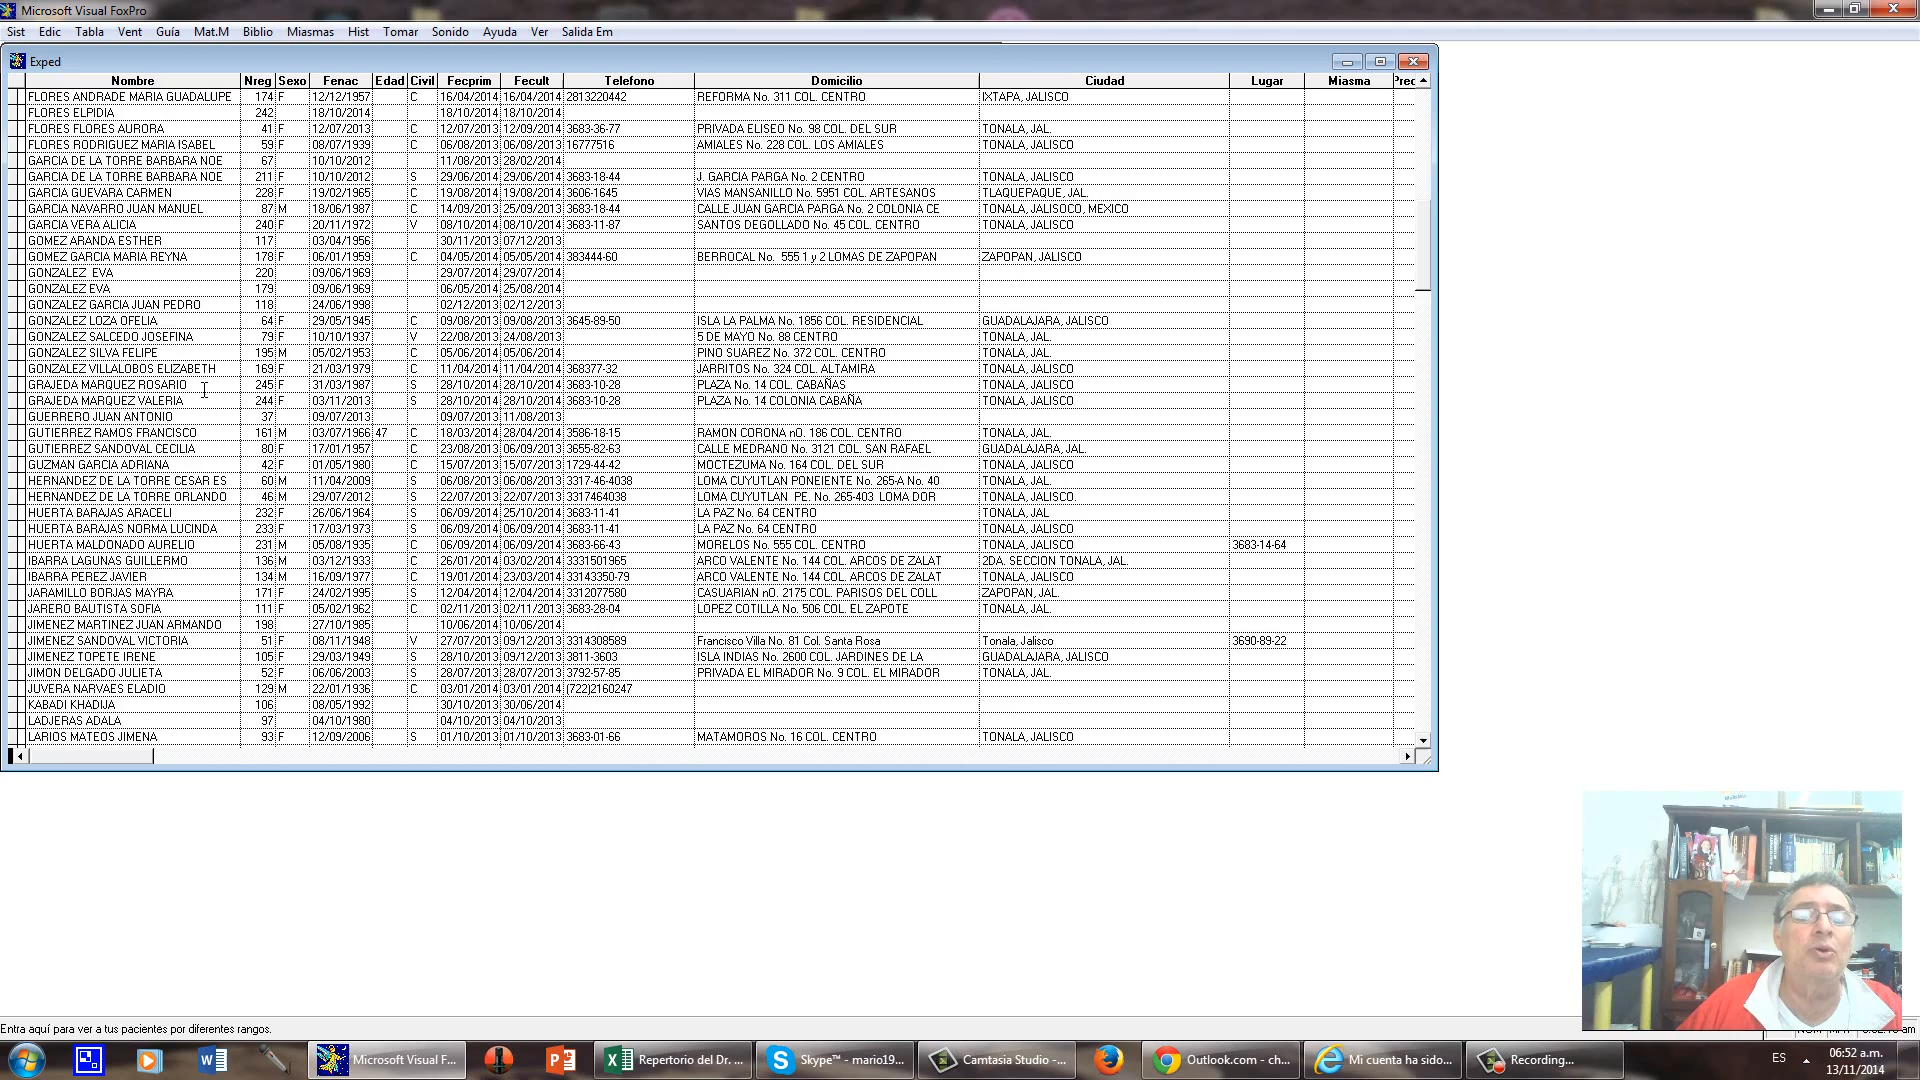 Microsoft Visual FoxPro
Sist Edic Tabla Vent Guía Mat.M Biblio Miasmas Hist Tomar Sonido Ayuda Ver Salida Em
Exped
Nombre Nreg Sexo Fenac Edad Civil Fecprim Fecult Telefono Domicilio Ciudad Lugar Miasma
FLORES ANDRADE MARIA GUADALUPE 174 F 12/12/1957 C 16/04/2014 16/04/2014 2813220442 REFORMA No. 311 COL. CENTRO IXTAPA, JALISCO
FLORES ELPIDIA 242 18/10/2014 18/10/2014 18/10/2014
FLORES FLORES AURORA 41 F 12/07/2013 C 12/07/2013 12/09/2014 3683-36-77 PRIVADA ELISEO No. 98 COL. DEL SUR TONALA, JAL.
FLORES RODRIGUEZ MARIA ISABEL 59 F 08/07/1939 C 06/08/2013 06/08/2013 16777516 AMIALES No. 228 COL. LOS AMIALES TONALA, JALISCO
GARCIA DE LA TORRE BARBARA NOE 67 10/10/2012 11/08/2013 28/02/2014
GARCIA DE LA TORRE BARBARA NOE 211 F 10/10/2012 S 29/06/2014 29/06/2014 3683-18-44 J. GARCIA PARGA No. 2 CENTRO TONALA, JALISCO
GARCIA GUEVARA CARMEN 228 F 19/02/1965 C 19/08/2014 19/08/2014 3606-1645 VIAS MANSANILLO No. 5951 COL. ARTESANOS TLAQUEPAQUE, JAL.
GARCIA NAVARRO JUAN MANUEL 87 M 18/06/1987 C 14/09/2013 25/09/2013 3683-18-44 CALLE JUAN GARCIA PARGA No. 2 COLONIA CE TONALA, JALISOCO, MEXICO
GARCIA VERA ALICIA 240 F 20/11/1972 V 08/10/2014 08/10/2014 3683-11-87 SANTOS DEGOLLADO No. 45 COL. CENTRO TONALA, JALISCO
GOMEZ ARANDA ESTHER 117 03/04/1956 30/11/2013 07/12/2013
GOMEZ GARCIA MARIA REYNA 178 F 06/01/1959 C 04/05/2014 05/05/2014 383444-60 BERROCAL No. 555 1 y 2 LOMAS DE ZAPOPAN ZAPOPAN, JALISCO
GONZALEZ EVA 220 09/06/1969 29/07/2014 29/07/2014
GONZALEZ EVA 179 09/06/1969 06/05/2014 25/08/2014
GONZALEZ GARCIA JUAN PEDRO 118 24/06/1998 02/12/2013 02/12/2013
GONZALEZ LOZA OFELIA 64 F 29/05/1945 C 09/08/2013 09/08/2013 3645-89-50 ISLA LA PALMA No. 1856 COL. RESIDENCIAL GUADALAJARA, JALISCO
GONZALEZ SALCEDO JOSEFINA 79 F 10/10/1937 V 22/08/2013 24/08/2013 5 DE MAYO No. 88 CENTRO TONALA, JAL.
GONZALEZ SILVA FELIPE 195 M 05/02/1953 C 05/06/2014 05/06/2014 PINO SUAREZ No. 372 COL. CENTRO TONALA, JAL.
GONZALEZ VILLALOBOS ELIZABETH 169 F 21/03/1979 C 11/04/2014 11/04/2014 368377-32 JARRITOS No. 324 COL. ALTAMIRA TONALA, JALISCO
GRAJEDA MARQUEZ ROSARIO 245 F 31/03/1987 S 28/10/2014 28/10/2014 3683-10-28 PLAZA No. 14 COL. CABAÑAS TONALA, JALISCO
GRAJEDA MARQUEZ VALERIA 244 F 03/11/2013 S 28/10/2014 28/10/2014 3683-10-28 PLAZA No. 14 COLONIA CABAÑA TONALA, JALISCO
GUERRERO JUAN ANTONIO 37 09/07/2013 09/07/2013 11/08/2013
GUTIERREZ RAMOS FRANCISCO 161 M 03/07/1966 47 C 18/03/2014 28/04/2014 3586-18-15 RAMON CORONA nO. 186 COL. CENTRO TONALA, JAL.
GUTIERREZ SANDOVAL CECILIA 80 F 17/01/1957 C 23/08/2013 06/09/2013 3655-82-63 CALLE MEDRANO No. 3121 COL. SAN RAFAEL GUADALAJARA, JAL.
GUZMAN GARCIA ADRIANA 42 F 01/05/1980 C 15/07/2013 15/07/2013 1729-44-42 MOCTEZUMA No. 164 COL. DEL SUR TONALA, JALISCO
HERNANDEZ DE LA TORRE CESAR ES 60 M 11/04/2009 S 06/08/2013 06/08/2013 3317-46-4038 LOMA CUYUTLAN PONEIENTE No. 265-A No. 40 TONALA, JAL.
HERNANDEZ DE LA TORRE ORLANDO 46 M 29/07/2012 S 22/07/2013 22/07/2013 3317464038 LOMA CUYUTLAN PE. No. 265-403 LOMA DOR TONALA, JALISCO.
HUERTA BARAJAS ARACELI 232 F 26/06/1964 S 06/09/2014 25/10/2014 3683-11-41 LA PAZ No. 64 CENTRO TONALA, JAL
HUERTA BARAJAS NORMA LUCINDA 233 F 17/03/1973 S 06/09/2014 06/09/2014 3683-11-41 LA PAZ No. 64 CENTRO TONALA, JALISCO
HUERTA MALDONADO AURELIO 231 M 05/08/1935 C 06/09/2014 06/09/2014 3683-663-43 MORELOS No. 555 COL. CENTRO TONALA, JALISCO 3683-14-64
IBARRA LAGUNAS GUILLERMO 136 M 03/12/1933 C 26/01/2014 03/02/2014 3331501965 ARCO VALENTE No. 144 COL. ARCOS DE ZALAT 2DA. SECCION TONALA, JAL.
IBARRA PEREZ JAVIER 134 M 16/09/1977 C 19/01/2014 23/03/2014 33143350-79 ARCO VALENTE No. 144 COL. ARCOS DE ZALAT TONALA, JALISCO
JARAMILLO BORJAS MAYRA 171 F 24/02/1995 S 12/04/2014 12/04/2014 3312077580 CASUARIAN nO. 2175 COL. PARISOS DEL COLL ZAPOPAN, JAL.
JARERO BAUTISTA SOFIA 111 F 05/02/1962 C 02/11/2013 02/11/2013 3683-28-04 LOPEZ COTILLA No. 506 COL. EL ZAPOTE TONALA, JAL.
JIMENEZ MARTINEZ JUAN ARMANDO 198 27/10/1985 10/06/2014 10/06/2014
JIMENEZ SANDOVAL VICTORIA 51 F 08/11/1948 V 27/07/2013 09/12/2013 3314308589 Francisco Villa No. 81 Col. Santa Rosa Tonala, Jalisco 3690-89-22
JIMENEZ TOPETE IRENE 105 F 29/03/1949 S 28/10/2013 09/12/2013 3811-3603 ISLA INDIAS No. 2600 COL. JARDINES DE LA GUADALAJARA, JALISCO
JIMON DELGADO JULIETA 52 F 06/06/2003 S 28/07/2013 28/07/2013 3792-57-85 PRIVADA EL MIRADOR No. 9 COL. EL MIRADOR TONALA, JAL.
JUVERA NARVAES ELADIO 129 M 22/01/1936 C 03/01/2014 03/01/2014 (722)2160247
KABADI KHADIJA 106 08/05/1992 30/10/2013 30/06/2014
LADJERAS ADALA 97 04/10/1980 04/10/2013 04/10/2013
LARIOS MATEOS JIMENA 93 F 12/09/2006 S 01/10/2013 01/10/2013 3683-01-66 MATAMOROS No. 16 COL. CENTRO TONALA, JALISCO
Entra aquí para ver a tus pacientes por diferentes rangos.
Microsoft Visual F... Repertorio del Dr. ... Skype™ - mario19... Camtasia Studio -... Outlook.com - ch... Mi cuenta ha sido... Recording... ES 06:52 a.m.
13/11/2014